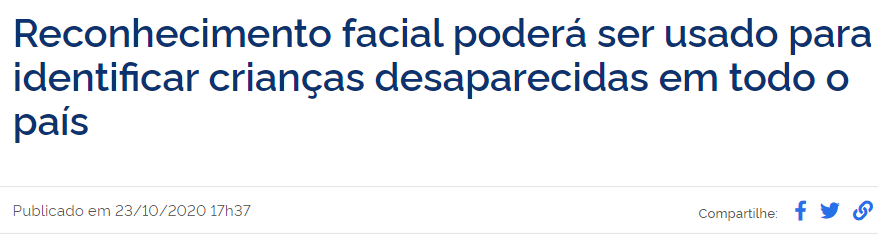 Reconhecimento facial poderá ser usado para
identificar crianças desaparecidas em todo o
país
Publicado em 23/10/2020 17h37
Compartilhe: